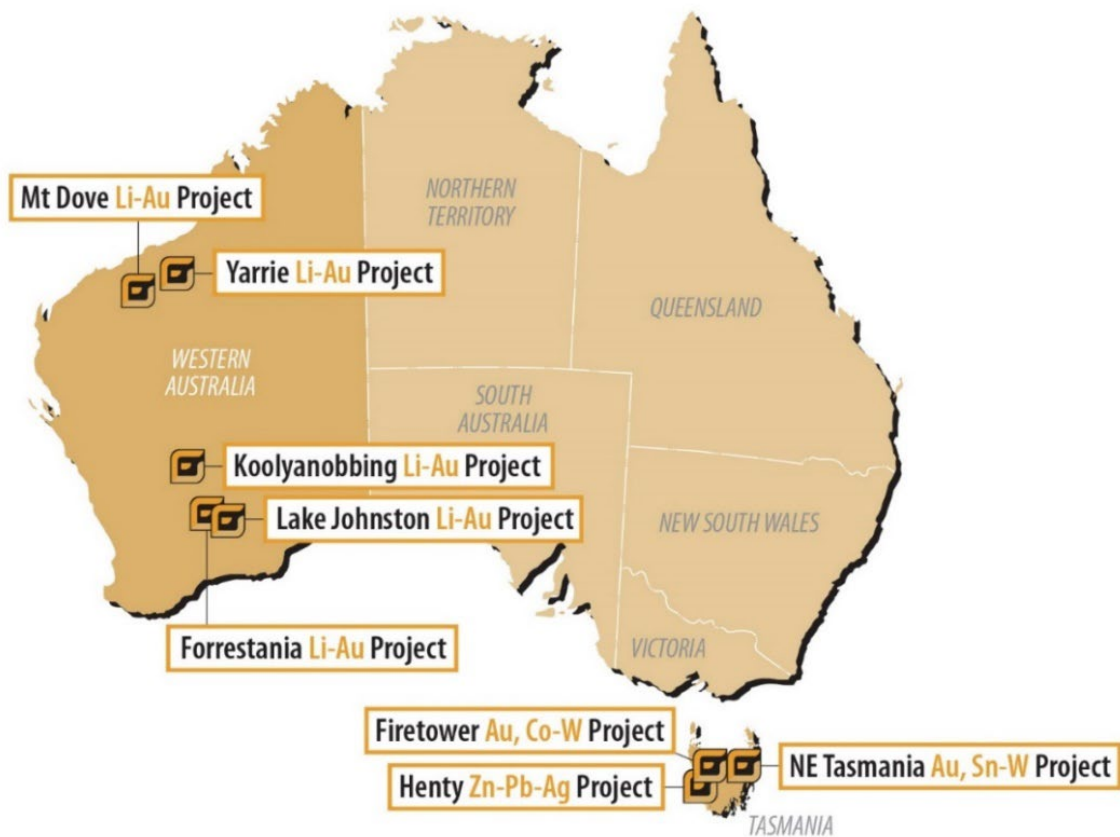 Mt Dove Li-Au Project
Yarrie Li-Au Project
NORTHERN
TERRITORY
QUEENSLAND
WESTERN
AUSTRALIA
SOUTH
AUSTRALIA
Koolyanobbing Li-Au Project
Lake Johnston Li-Au Project
NEW SOUTH WALES
Forrestania Li-Au Project
VICTORIA
Firetower Au, Co-W Project
NE Tasmania Au, Sn-W Project
Henty Zn-Pb-Ag Project
TASMANIA